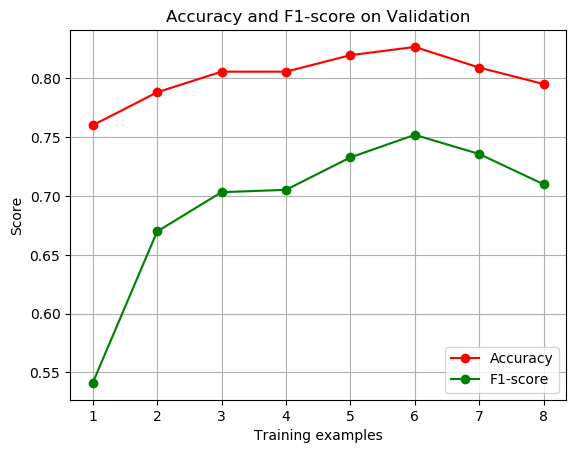 Accuracy and F1-score on Validation
Score
0.80
0.75
0.70
0.65
0.60
0.55
Accuracy
F1-score
1 2 3 4 5 6 7 8
Training examples